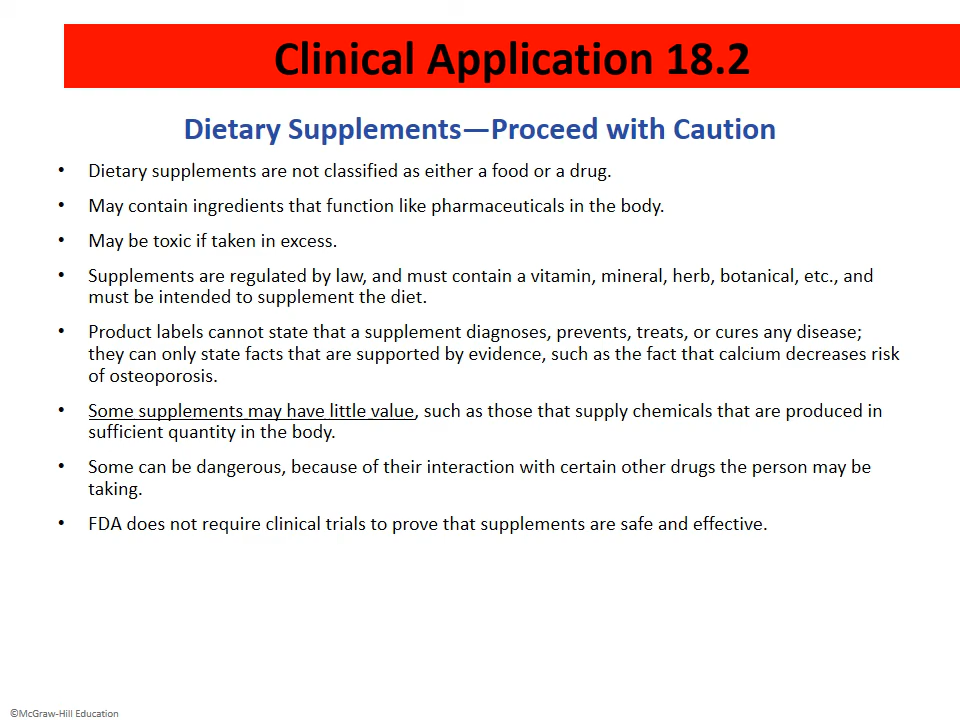 Clinical Application 18.2
Dietary Supplements—Proceed with Caution
• Dietary supplements are not classified as either a food or a drug.
• May contain ingredients that function like pharmaceuticals in the body.
• May be toxic if taken in excess.
• Supplements are regulated by law, and must contain a vitamin, mineral, herb, botanical, etc., and
must be intended to supplement the diet.
• Product labels cannot state that a supplement diagnoses, prevents, treats, or cures any disease;
they can only state facts that are supported by evidence, such as the fact that calcium decreases risk
of osteoporosis.
• Some supplements may have little value, such as those that supply chemicals that are produced in
sufficient quantity in the body.
• Some can be dangerous, because of their interaction with certain other drugs the person may be
taking.
• FDA does not require clinical trials to prove that supplements are safe and effective.
©McGraw-Hill Education